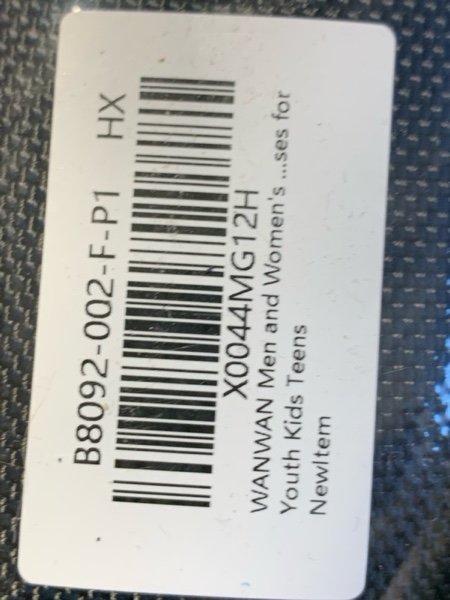 B8092-002-F-P1 HX
X0044MG12H
WANWAN Men and Women's ...ses for
Youth Kids Teens
NewItem